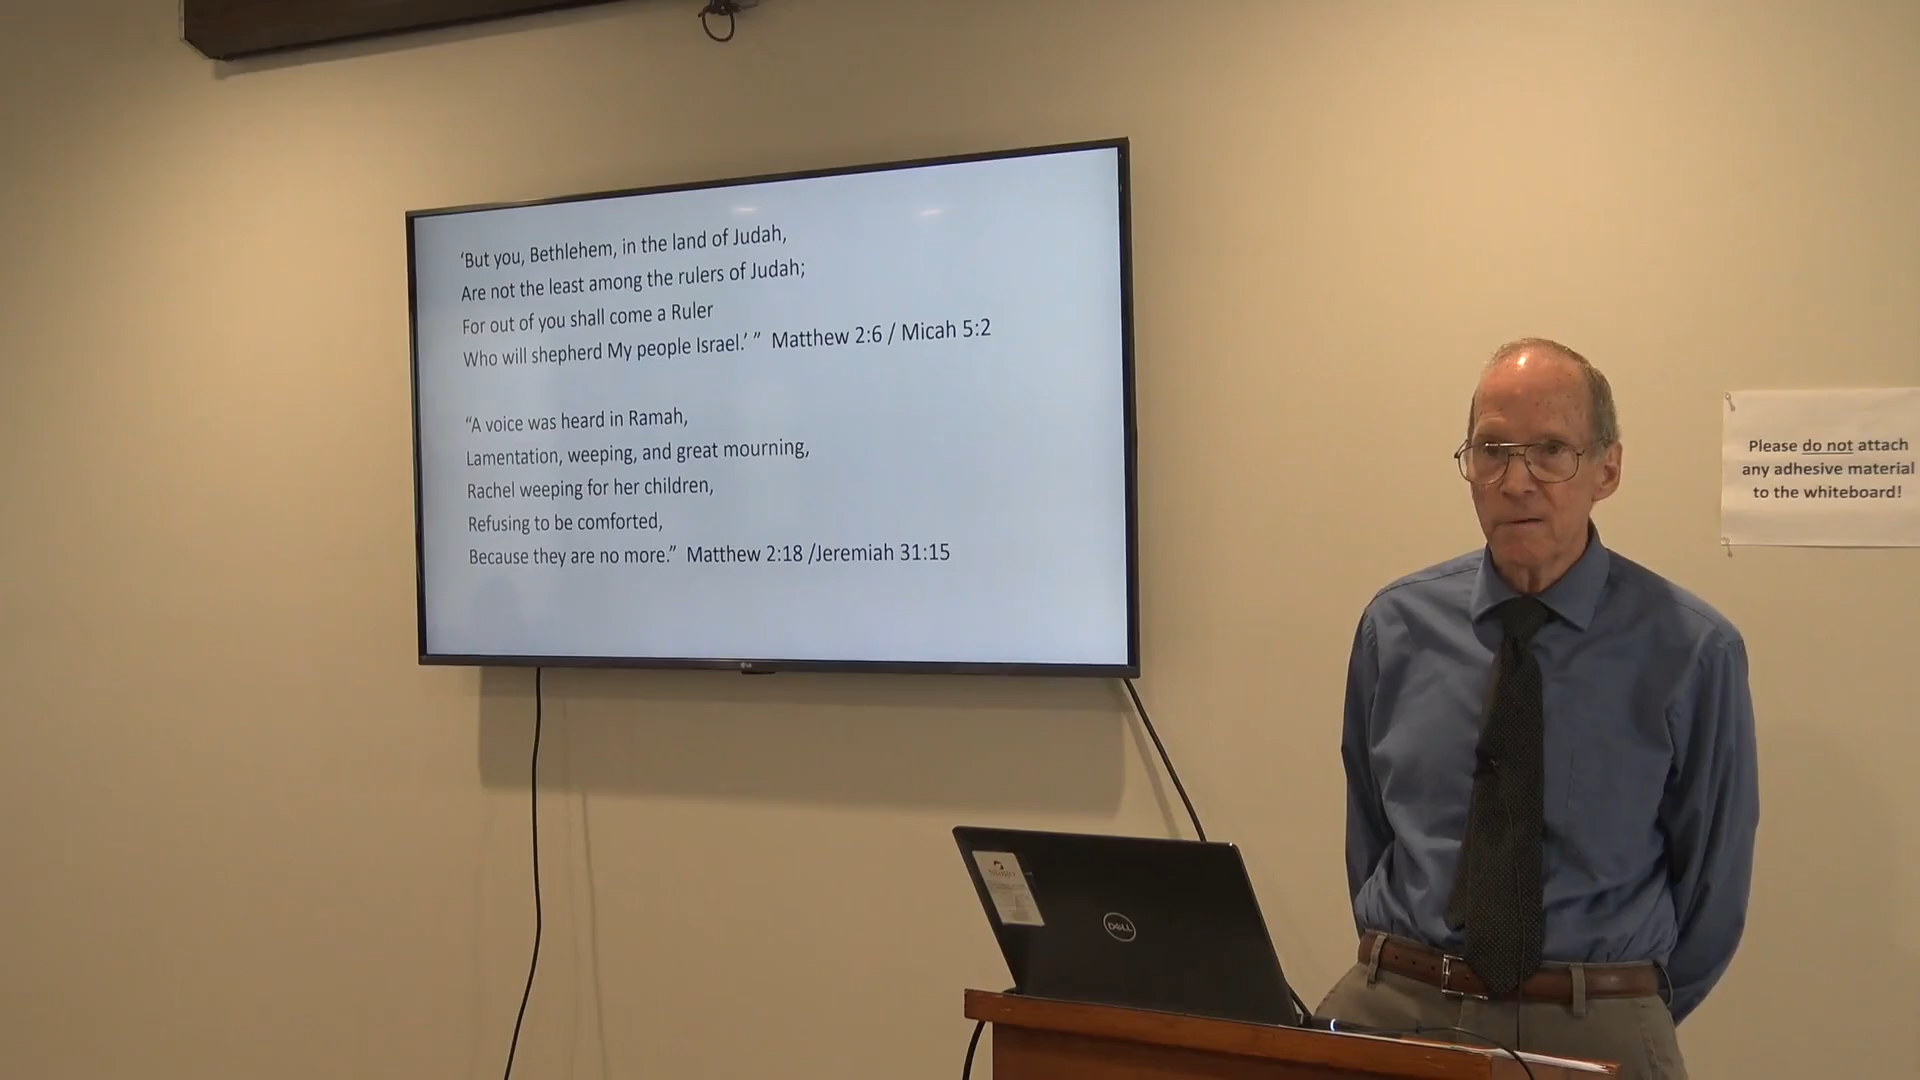 ‘But you, Bethlehem, in the land of Judah,
Are not the least among the rulers of Judah;
For out of you shall come a Ruler
Who will shepherd My people Israel.’ ” Matthew 2:6 / Micah 5:2
“A voice was heard in Ramah,
Lamentation, weeping, and great mourning,
Rachel weeping for her children,
Refusing to be comforted,
Because they are no more.” Matthew 2:18 /Jeremiah 31:15
LG
Please do not attach
any adhesive material
to the whiteboard!
DELL